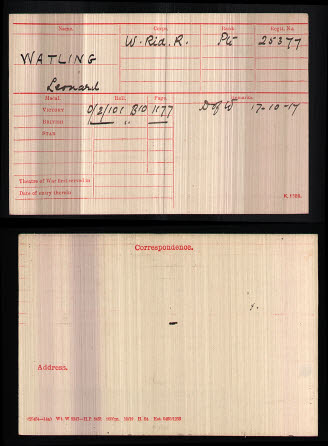 Name. Corps. Rank. Regtl. No.
W. Rid. R. Pte 25377
WATLING
Leonard
Medal. Roll. Page. Remarks.
VICTORY O/2/101 B10 1177 D of W 17-10-17
BRITISH " "
STAR
Theatre of War first served in
Date of entry therein
K. 1380.
Correspondence.
Address.